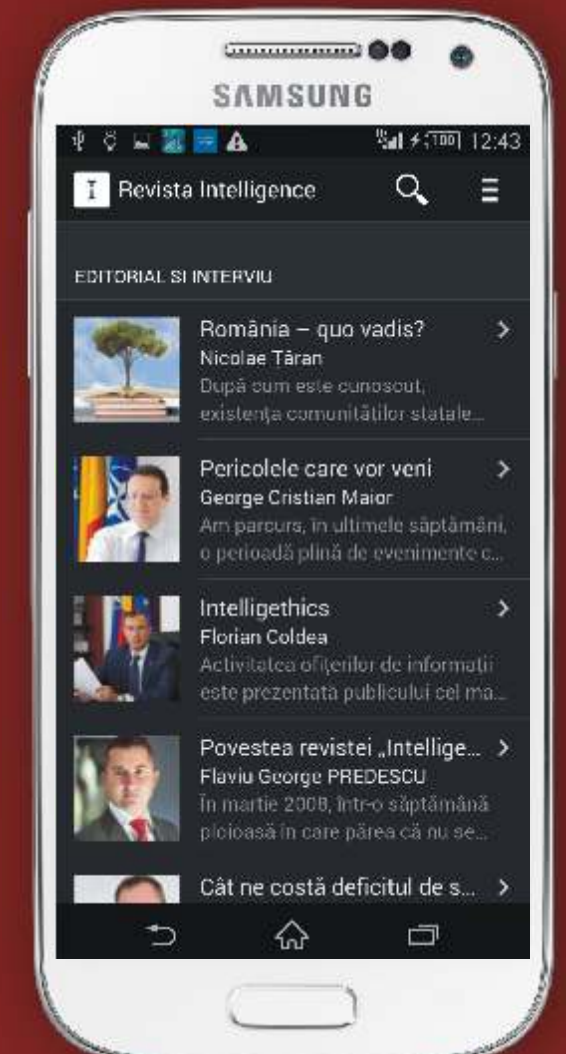 SAMSUNG
100 12:43
I Revista Intelligence
EDITORIAL SI INTERVIU
România – quo vadis?
Nicolae Țăran
După cum este cunoscut,
existența comunităților statale...
Pericolele care vor veni
George Cristian Maior
Am parcurs, în ultimele săptămâni,
o perioadă plină de evenimente c...
Intelligethics
Florian Coldea
Activitatea ofițerilor de informații
este prezentata publicului cel ma...
Povestea revistei „Intellige...
Flaviu George PREDESCU
În martie 2008, într-o săptămână
ploioasă în care părea că nu se...
Cât ne costă deficitul de s...